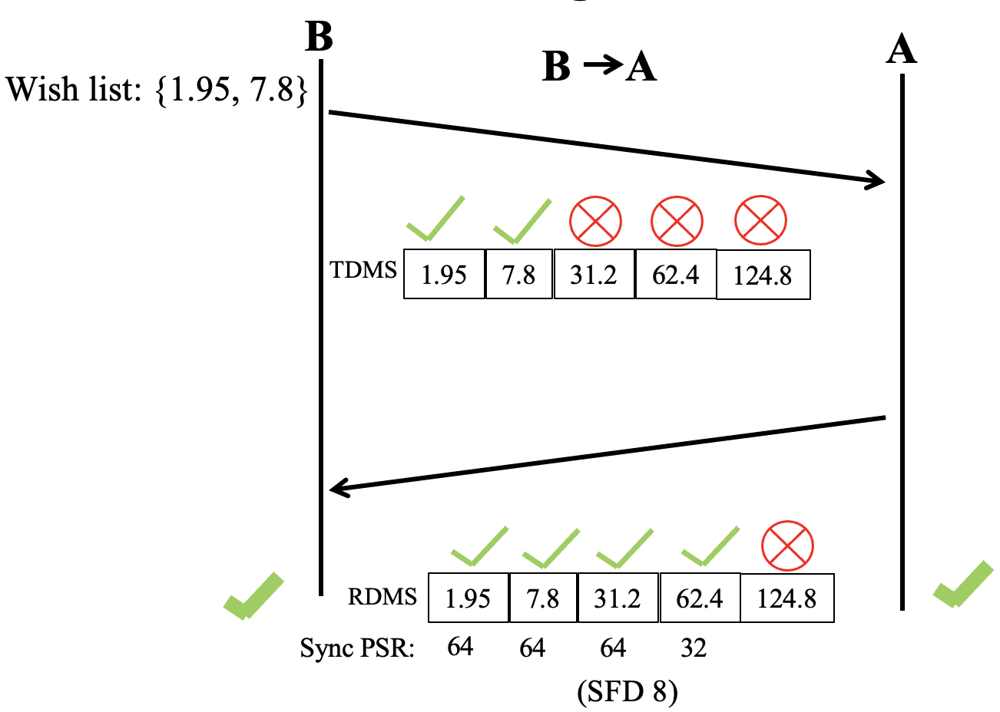 B
B → A
A
Wish list: {1.95, 7.8}
TDMS 1.95 7.8 31.2 62.4 124.8
RDMS 1.95 7.8 31.2 62.4 124.8
Sync PSR: 64 64 64 32
(SFD 8)